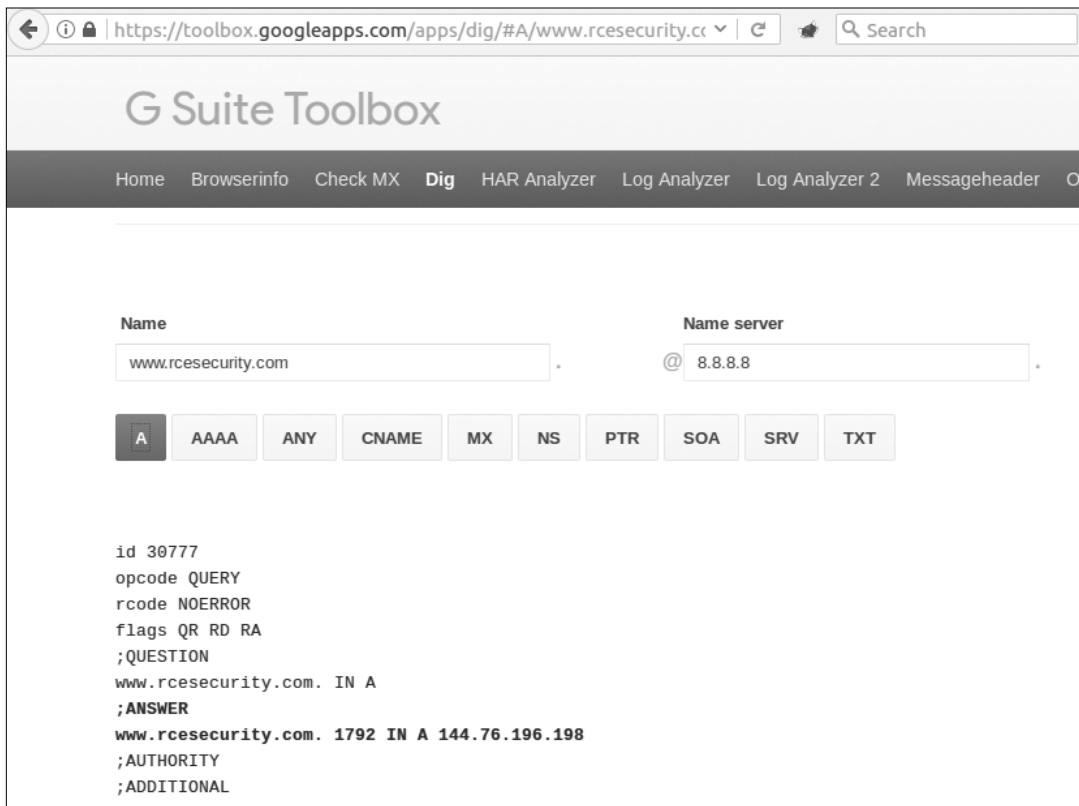 https://toolbox.googleapps.com/apps/dig/#A/www.rcesecurity.cc
Search
G Suite Toolbox
Home Browserinfo Check MX Dig HAR Analyzer Log Analyzer Log Analyzer 2 Messageheader O
Name Name server
www.rcesecurity.com . @ 8.8.8.8 .
A AAAA ANY CNAME MX NS PTR SOA SRV TXT
id 30777
opcode QUERY
rcode NOERROR
flags QR RD RA
;QUESTION
www.rcesecurity.com. IN A
;ANSWER
www.rcesecurity.com. 1792 IN A 144.76.196.198
;AUTHORITY
;ADDITIONAL